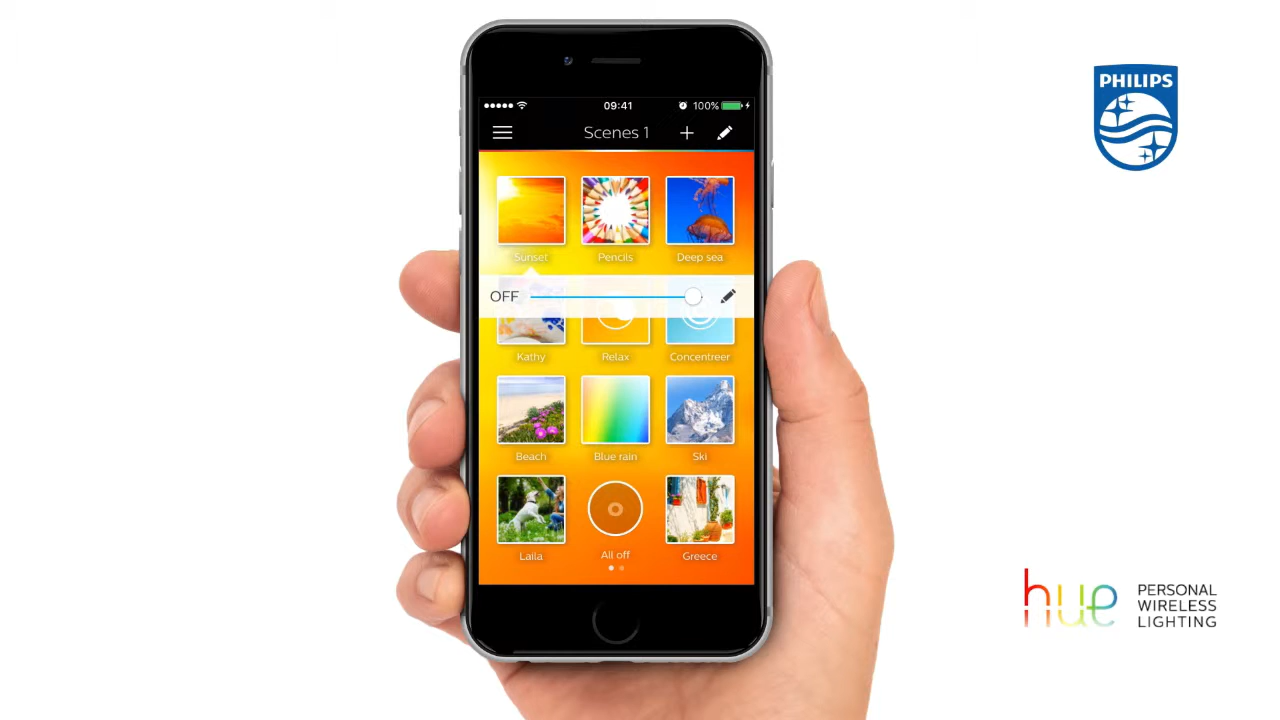 PHILIPS
09:41
100%
Scenes 1
Sunset
Pencils
Deep sea
OFF
Kathy
Relax
Concentreer
Beach
Blue rain
Ski
Laila
All off
Greece
hue
PERSONAL
WIRELESS
LIGHTING